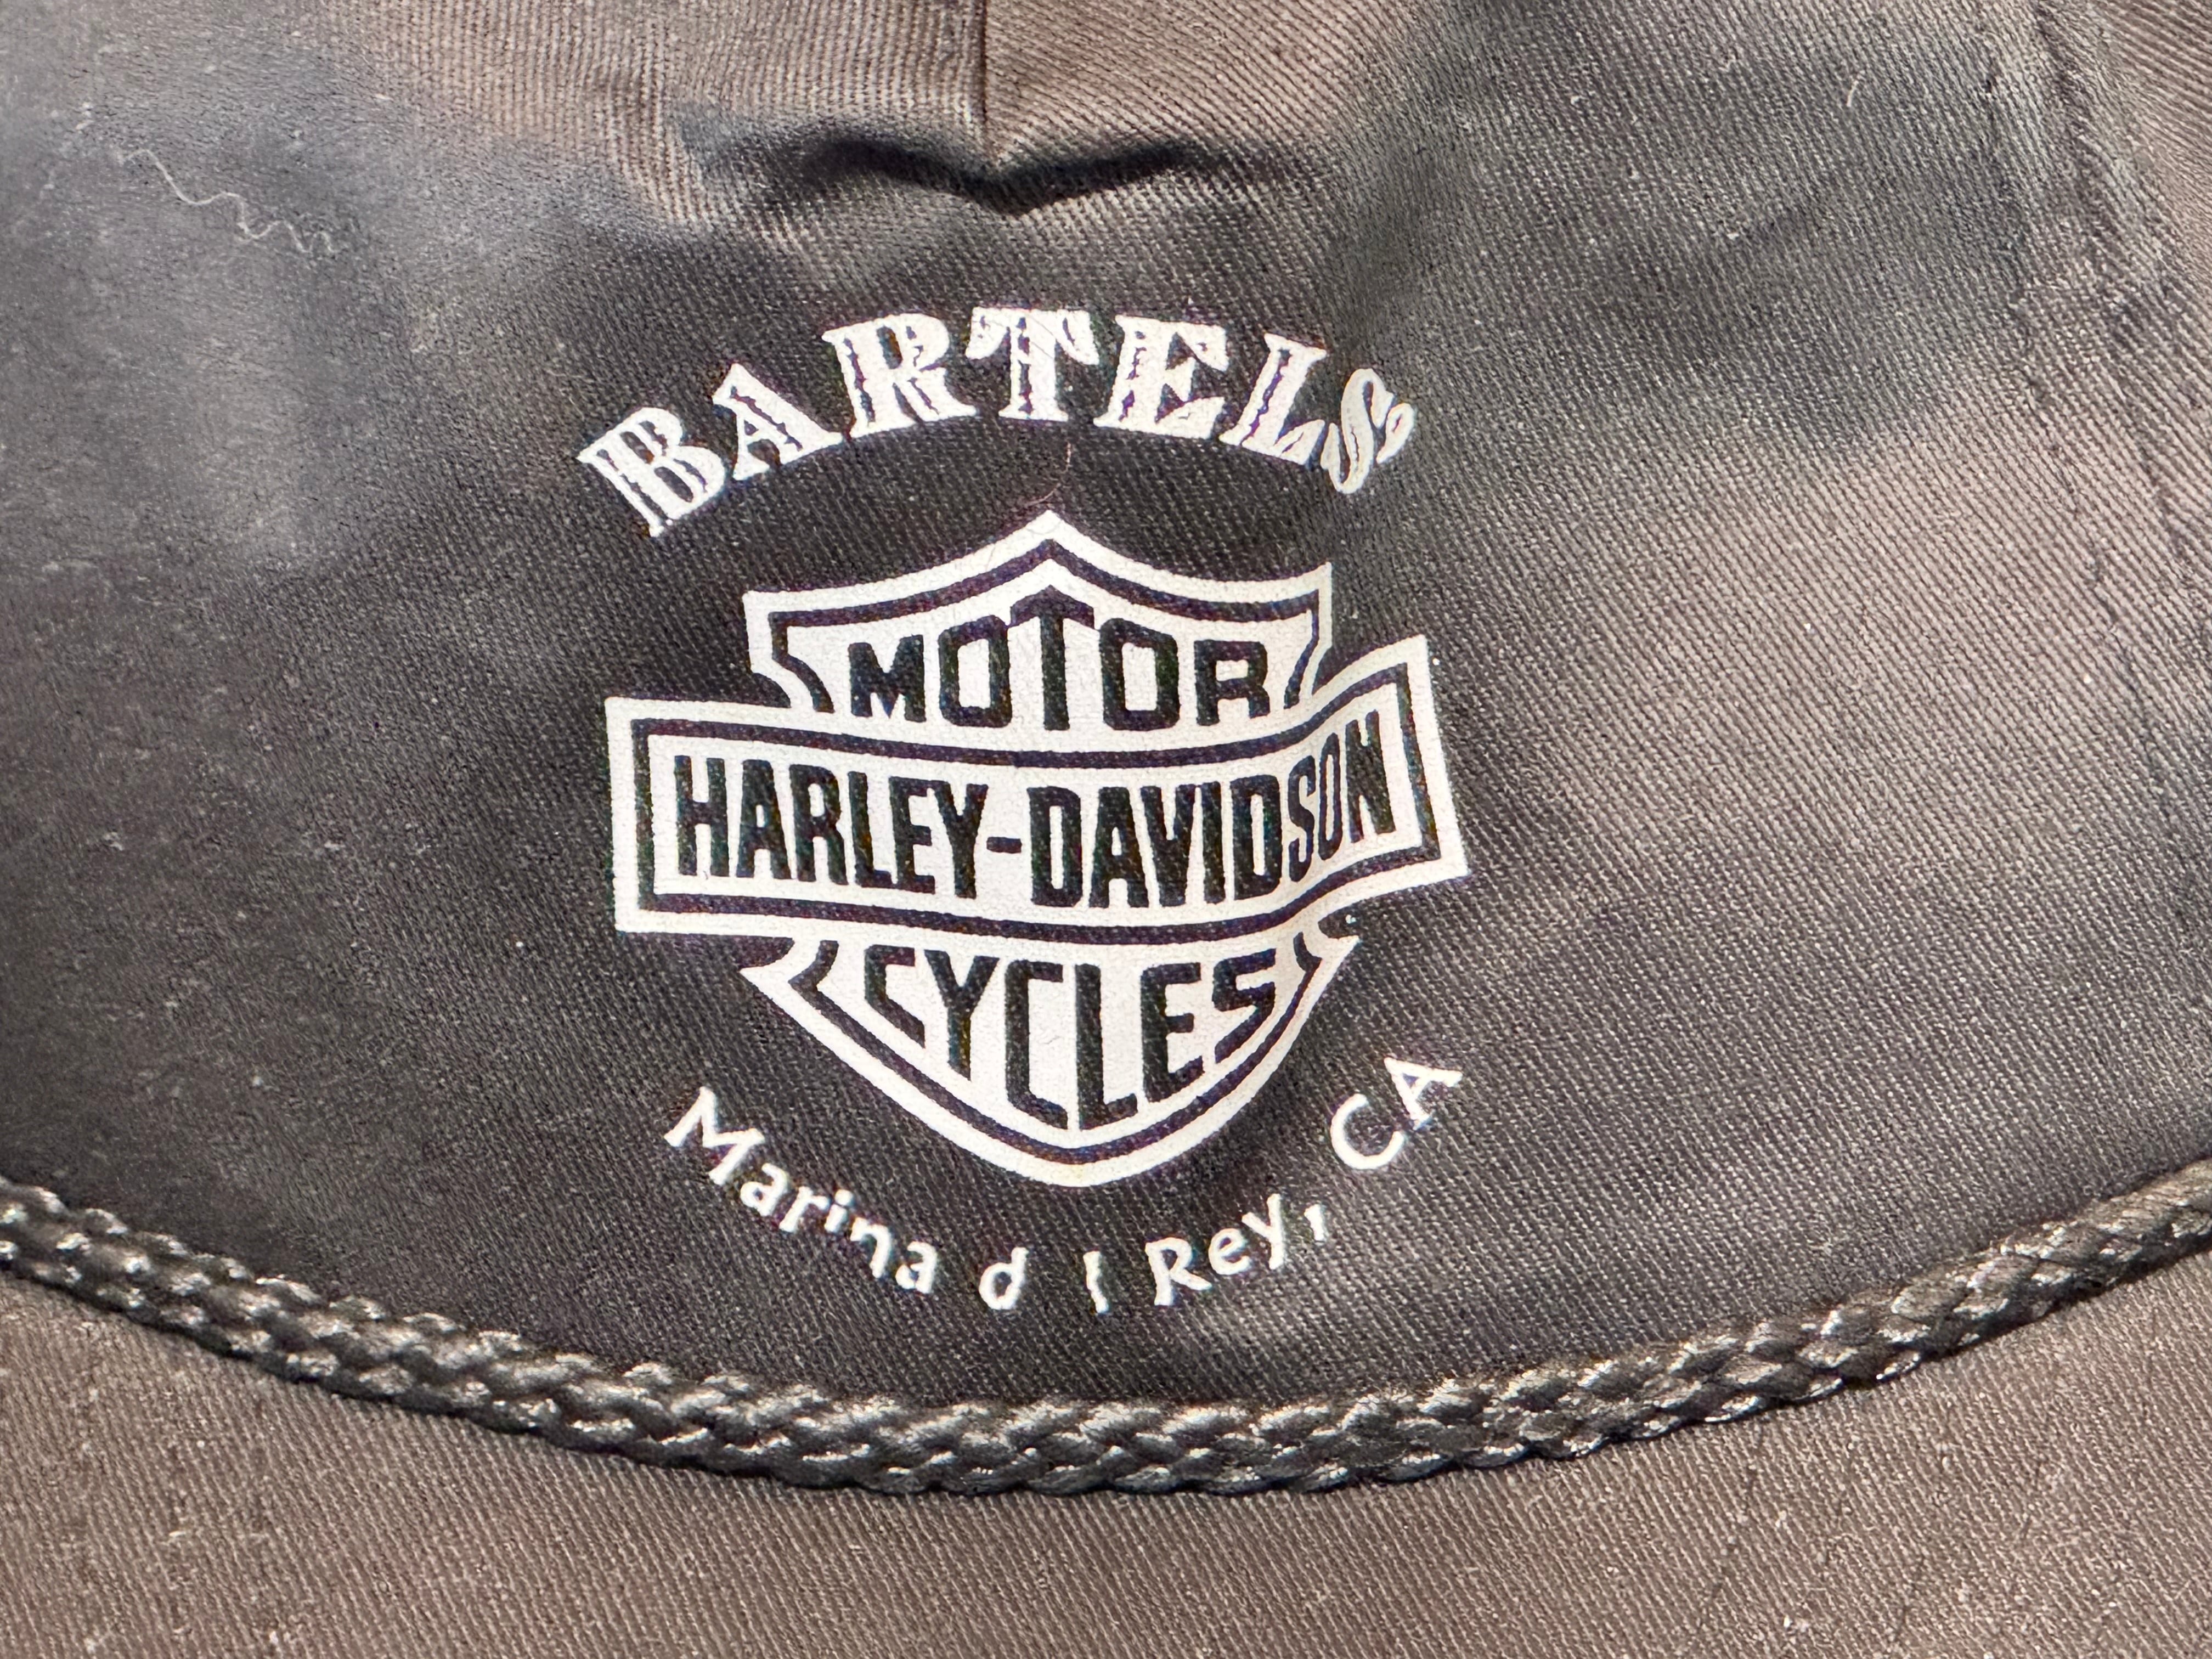 BARTELS
MOTOR
HARLEY-DAVIDSON
CYCLES
Marina d l Rey, CA